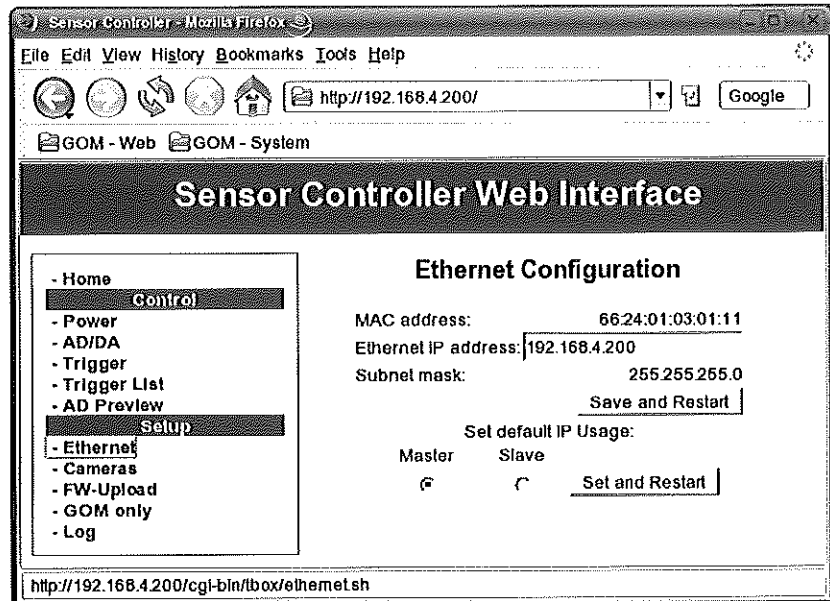 Sensor Controller - Mozilla Firefox
File Edit View History Bookmarks Tools Help
http://192.168.4.200/
Google
GOM - Web GOM - System
Sensor Controller Web Interface
- Home
Control
- Power
- AD/DA
- Trigger
- Trigger List
- AD Preview
Setup
- Ethernet
- Cameras
- FW-Upload
- GOM only
- Log
Ethernet Configuration
MAC address: 66:24:01:03:01:11
Ethernet IP address: 192.168.4.200
Subnet mask: 255.255.255.0
Save and Restart
Set default IP Usage:
Master Slave
Set and Restart
http://192.168.4.200/cgi-bin/tbox/ethernet.sh